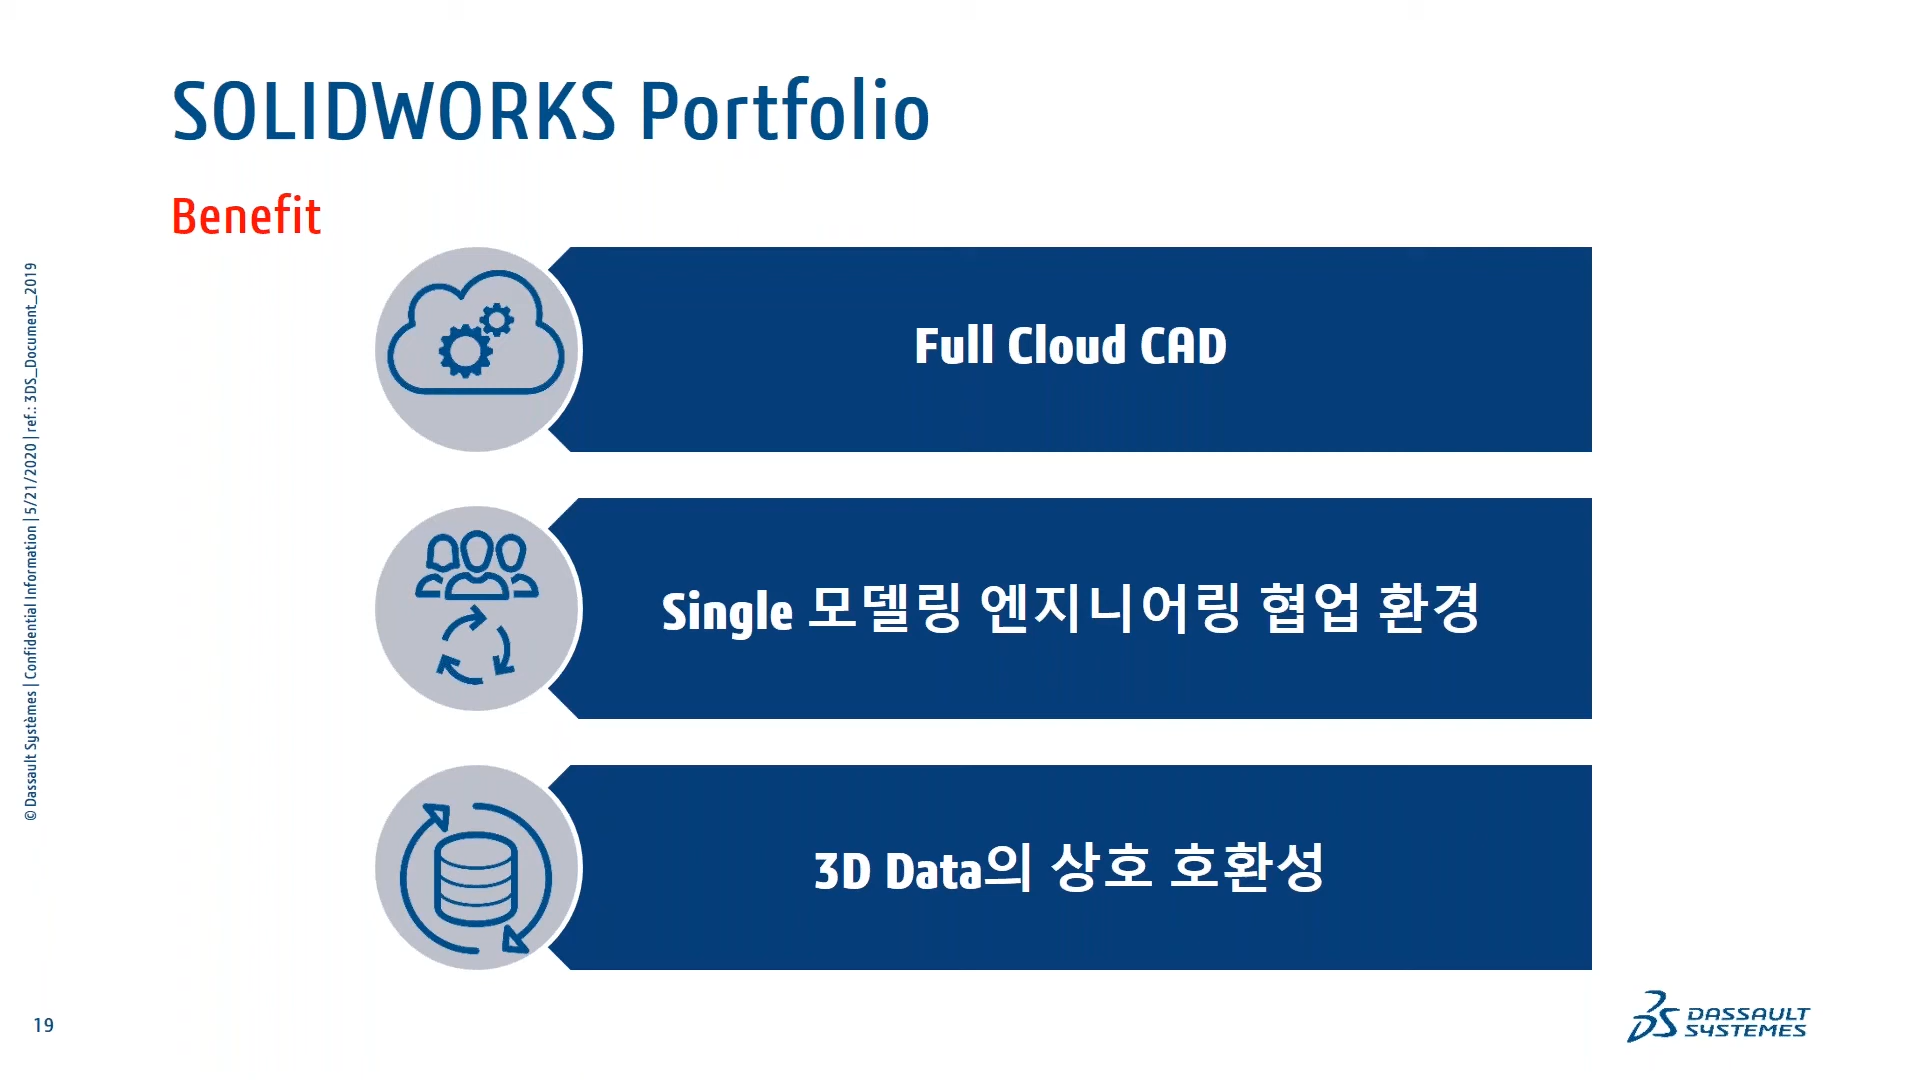 SOLIDWORKS Portfolio
Benefit
Full Cloud CAD
Single 모델링 엔지니어링 협업 환경
3D Data의 상호 호환성
© Dassault Systèmes | Confidential Information | 5/21/2020 | ref.: 3DS_Document_2019
19
3DS DASSAULT
SYSTEMES